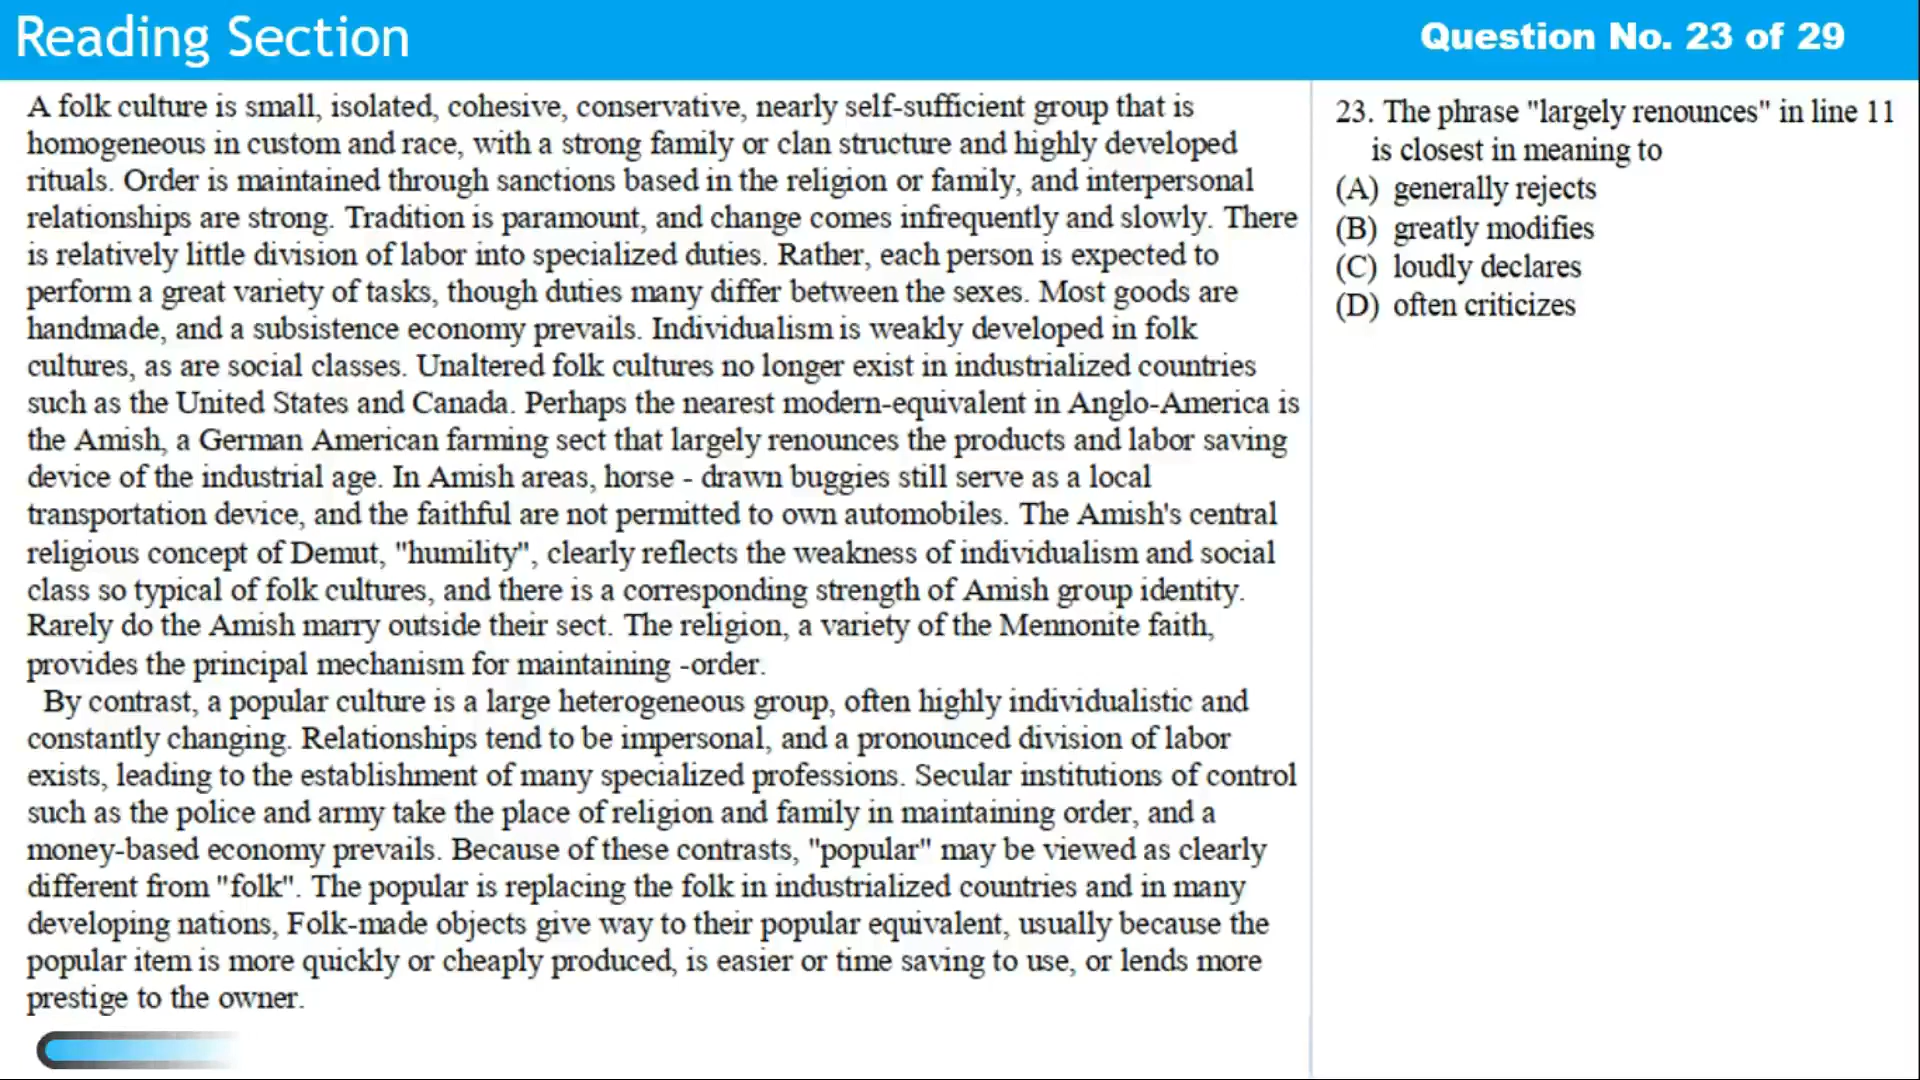 Reading Section
Question No. 23 of 29
A folk culture is small, isolated, cohesive, conservative, nearly self-sufficient group that is
homogeneous in custom and race, with a strong family or clan structure and highly developed
rituals. Order is maintained through sanctions based in the religion or family, and interpersonal
relationships are strong. Tradition is paramount, and change comes infrequently and slowly. There
is relatively little division of labor into specialized duties. Rather, each person is expected to
perform a great variety of tasks, though duties many differ between the sexes. Most goods are
handmade, and a subsistence economy prevails. Individualism is weakly developed in folk
cultures, as are social classes. Unaltered folk cultures no longer exist in industrialized countries
such as the United States and Canada. Perhaps the nearest modern-equivalent in Anglo-America is
the Amish, a German American farming sect that largely renounces the products and labor saving
device of the industrial age. In Amish areas, horse - drawn buggies still serve as a local
transportation device, and the faithful are not permitted to own automobiles. The Amish's central
religious concept of Demut, "humility", clearly reflects the weakness of individualism and social
class so typical of folk cultures, and there is a corresponding strength of Amish group identity.
Rarely do the Amish marry outside their sect. The religion, a variety of the Mennonite faith,
provides the principal mechanism for maintaining -order.
By contrast, a popular culture is a large heterogeneous group, often highly individualistic and
constantly changing. Relationships tend to be impersonal, and a pronounced division of labor
exists, leading to the establishment of many specialized professions. Secular institutions of control
such as the police and army take the place of religion and family in maintaining order, and a
money-based economy prevails. Because of these contrasts, "popular" may be viewed as clearly
different from "folk". The popular is replacing the folk in industrialized countries and in many
developing nations, Folk-made objects give way to their popular equivalent, usually because the
popular item is more quickly or cheaply produced, is easier or time saving to use, or lends more
prestige to the owner.
23. The phrase "largely renounces" in line 11
is closest in meaning to
(A) generally rejects
(B) greatly modifies
(C) loudly declares
(D) often criticizes